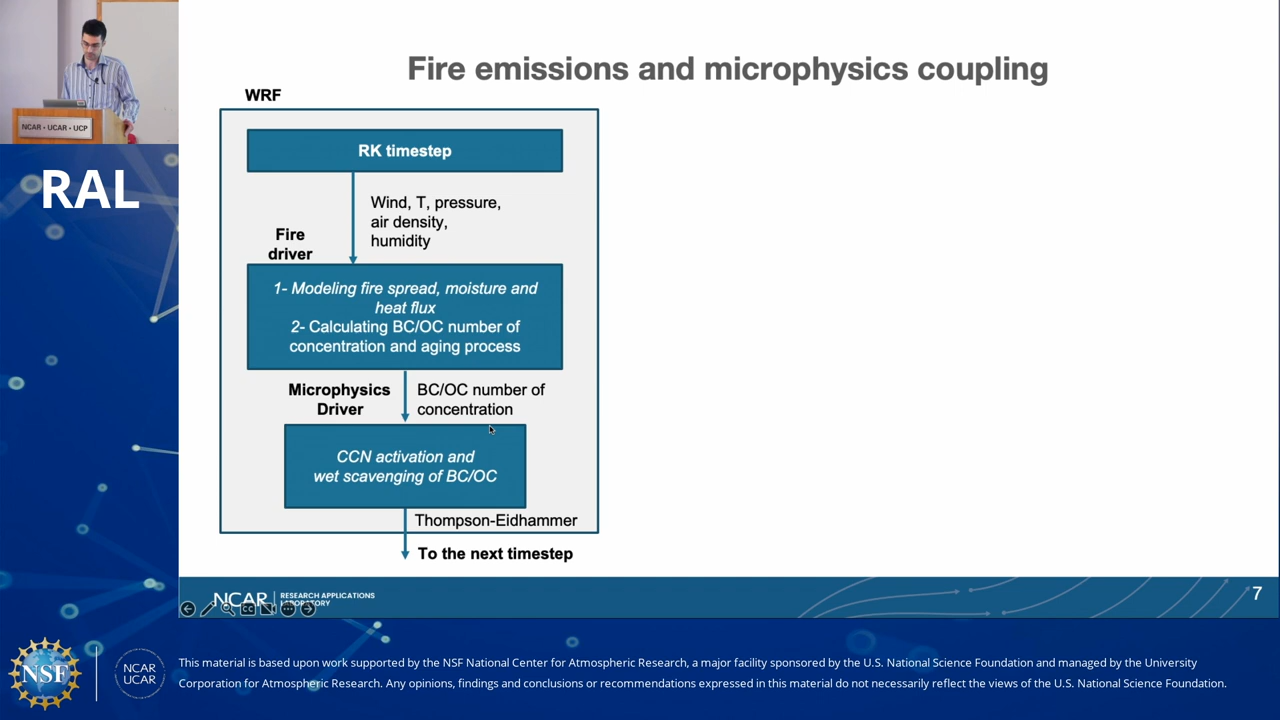 NCAR • UCAR • UCP
RAL
Fire emissions and microphysics coupling
WRF
RK timestep
Wind, T, pressure,
air density,
humidity
Fire
driver
1- Modeling fire spread, moisture and
heat flux
2- Calculating BC/OC number of
concentration and aging process
Microphysics
Driver
BC/OC number of
concentration
CCN activation and
wet scavenging of BC/OC
Thompson-Eidhammer
To the next timestep
NCAR
RESEARCH APPLICATIONS
LABORATORY
CC
7
NSF
NCAR
UCAR
This material is based upon work supported by the NSF National Center for Atmospheric Research, a major facility sponsored by the U.S. National Science Foundation and managed by the University
Corporation for Atmospheric Research. Any opinions, findings and conclusions or recommendations expressed in this material do not necessarily reflect the views of the U.S. National Science Foundation.